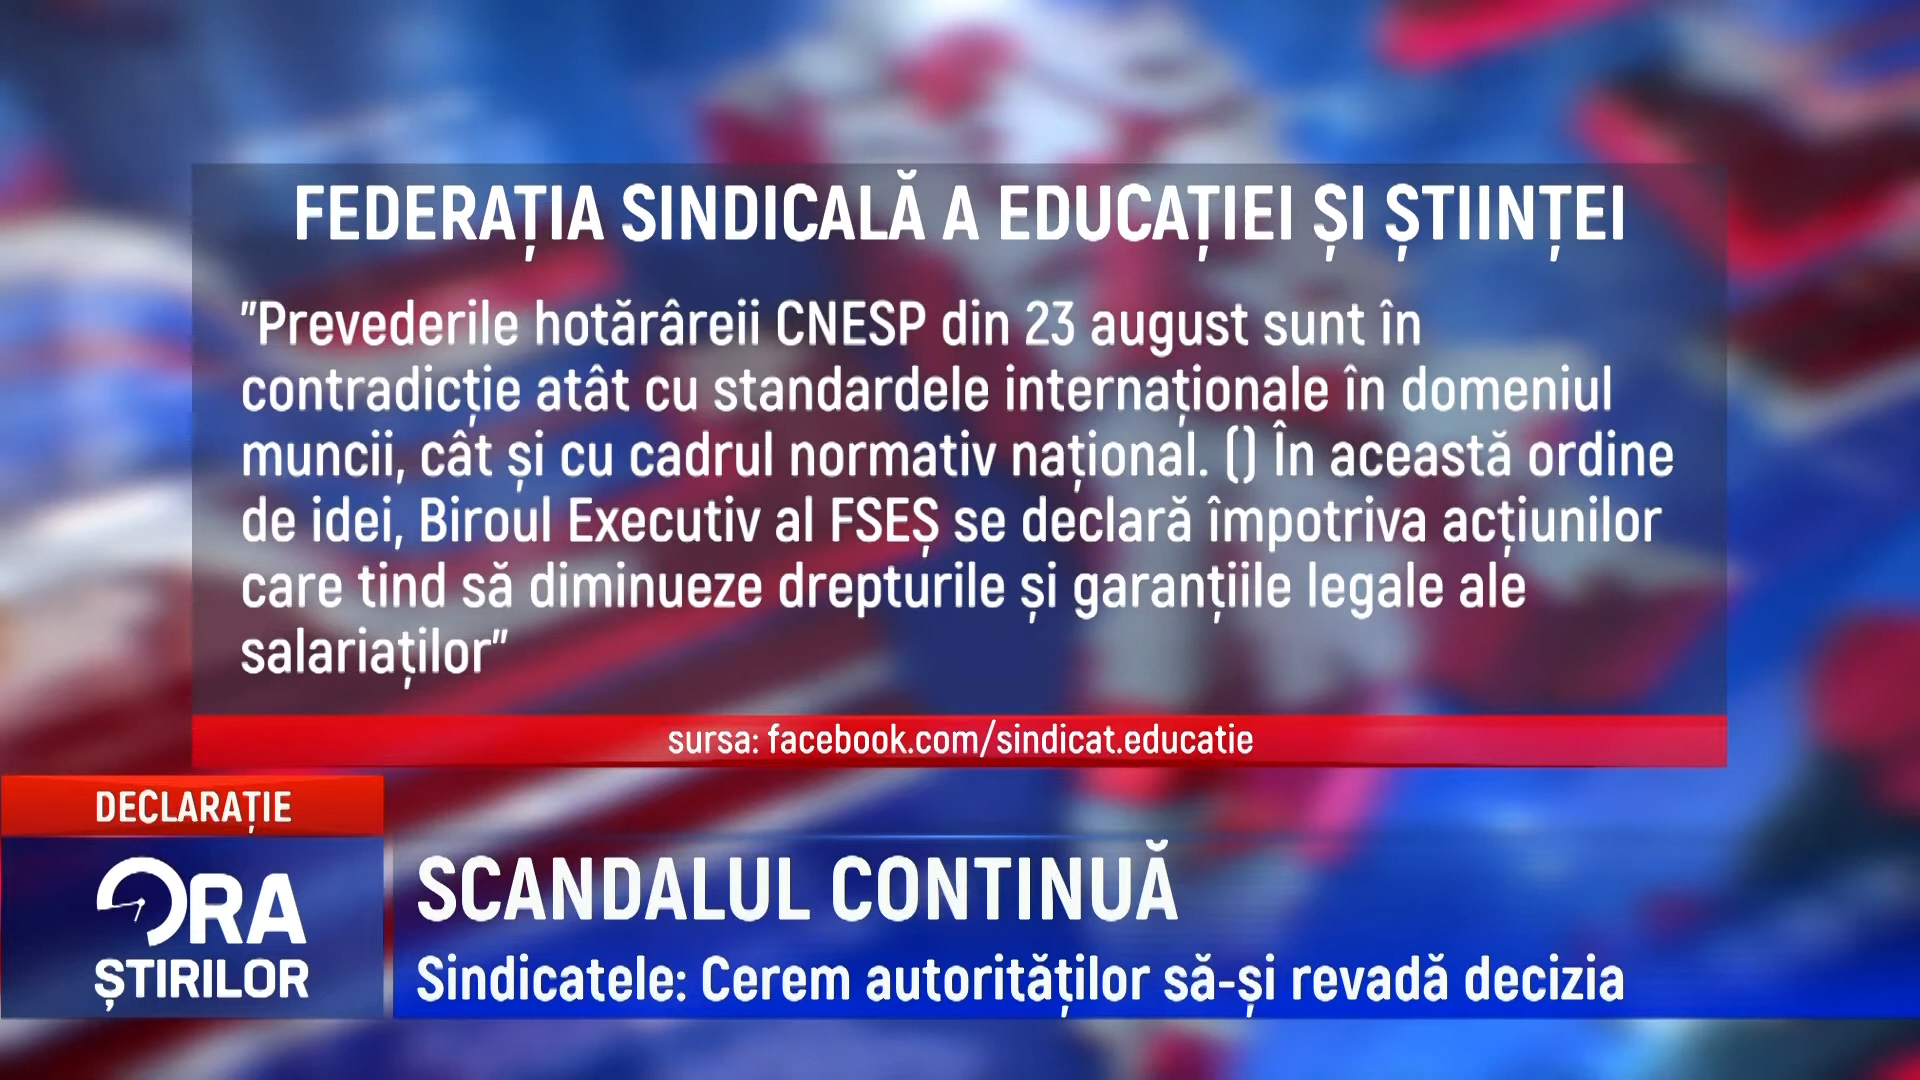 FEDERAȚIA SINDICALĂ A EDUCAȚIEI ȘI ȘTIINȚEI
"Prevederile hotărâreii CNESP din 23 august sunt în
contradicție atât cu standardele internaționale în domeniul
muncii, cât și cu cadrul normativ național. () În această ordine
de idei, Biroul Executiv al FSEȘ se declară împotriva acțiunilor
care tind să diminueze drepturile și garanțiile legale ale
salariaților"
sursa: facebook.com/sindicat.educatie
DECLARAȚIE
ORA
ȘTIRILOR
SCANDALUL CONTINUĂ
Sindicatele: Cerem autorităților să-și revadă decizia